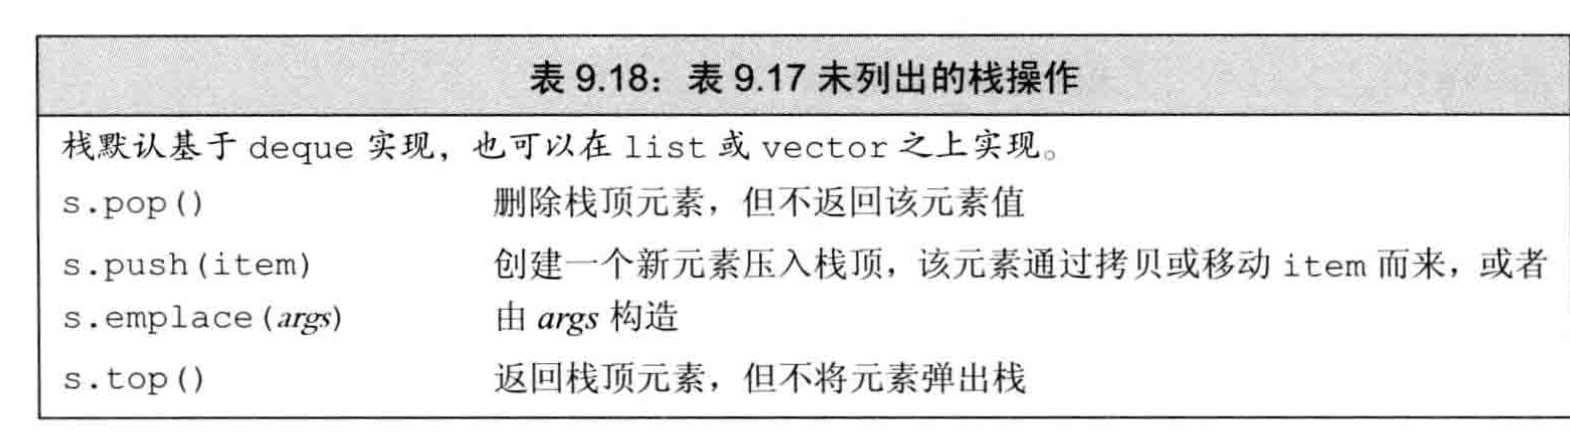 表 9.18：表 9.17 未列出的栈操作
栈默认基于 deque 实现，也可以在 list 或 vector 之上实现。
s.pop() 删除栈顶元素，但不返回该元素值
s.push(item) 创建一个新元素压入栈顶，该元素通过拷贝或移动 item 而来，或者
s.emplace(args) 由 args 构造
s.top() 返回栈顶元素，但不将元素弹出栈